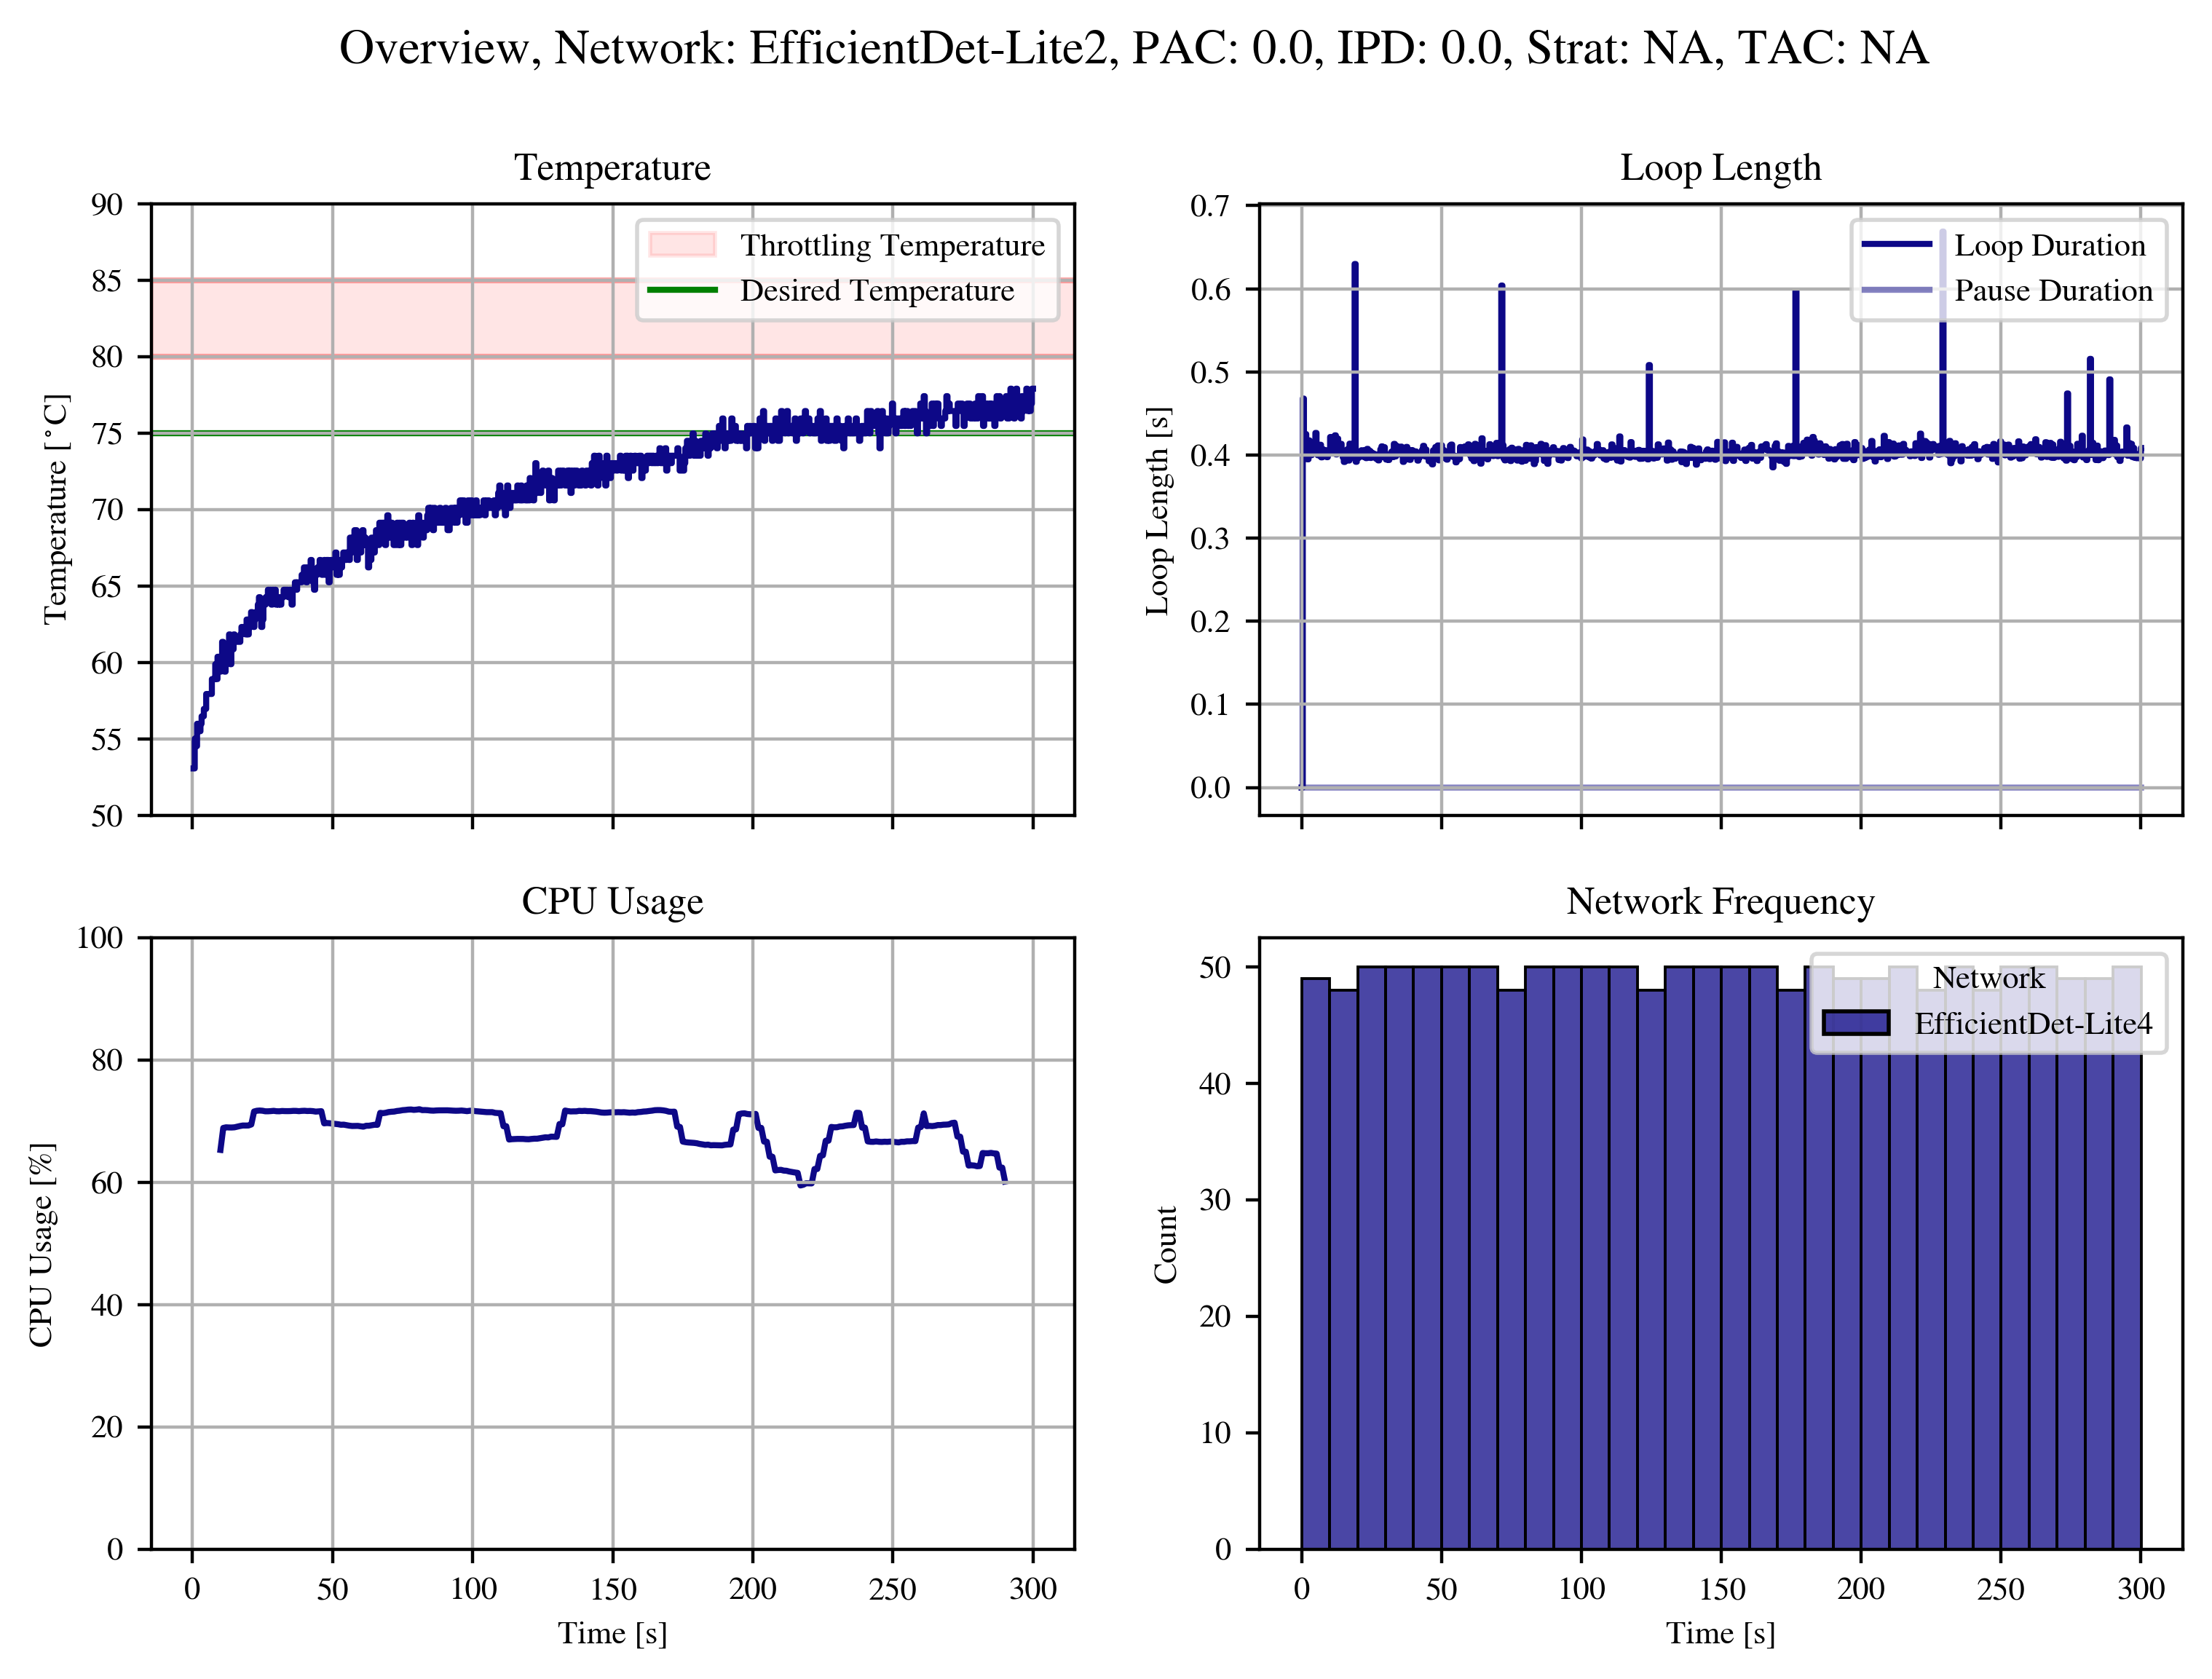 Overview, Network: EfficientDet-Lite2, PAC: 0.0, IPD: 0.0, Strat: NA, TAC: NA
Temperature
90
85
80
75
70
65
60
55
50
Temperature [°C]
Throttling Temperature
Desired Temperature
Loop Length
0.7
0.6
0.5
0.4
0.3
0.2
0.1
0.0
Loop Length [s]
Loop Duration
Pause Duration
CPU Usage
100
80
60
40
20
0
CPU Usage [%]
0 50 100 150 200 250 300
Time [s]
Network Frequency
50
40
30
20
10
0
Count
Network
EfficientDet-Lite4
0 50 100 150 200 250 300
Time [s]